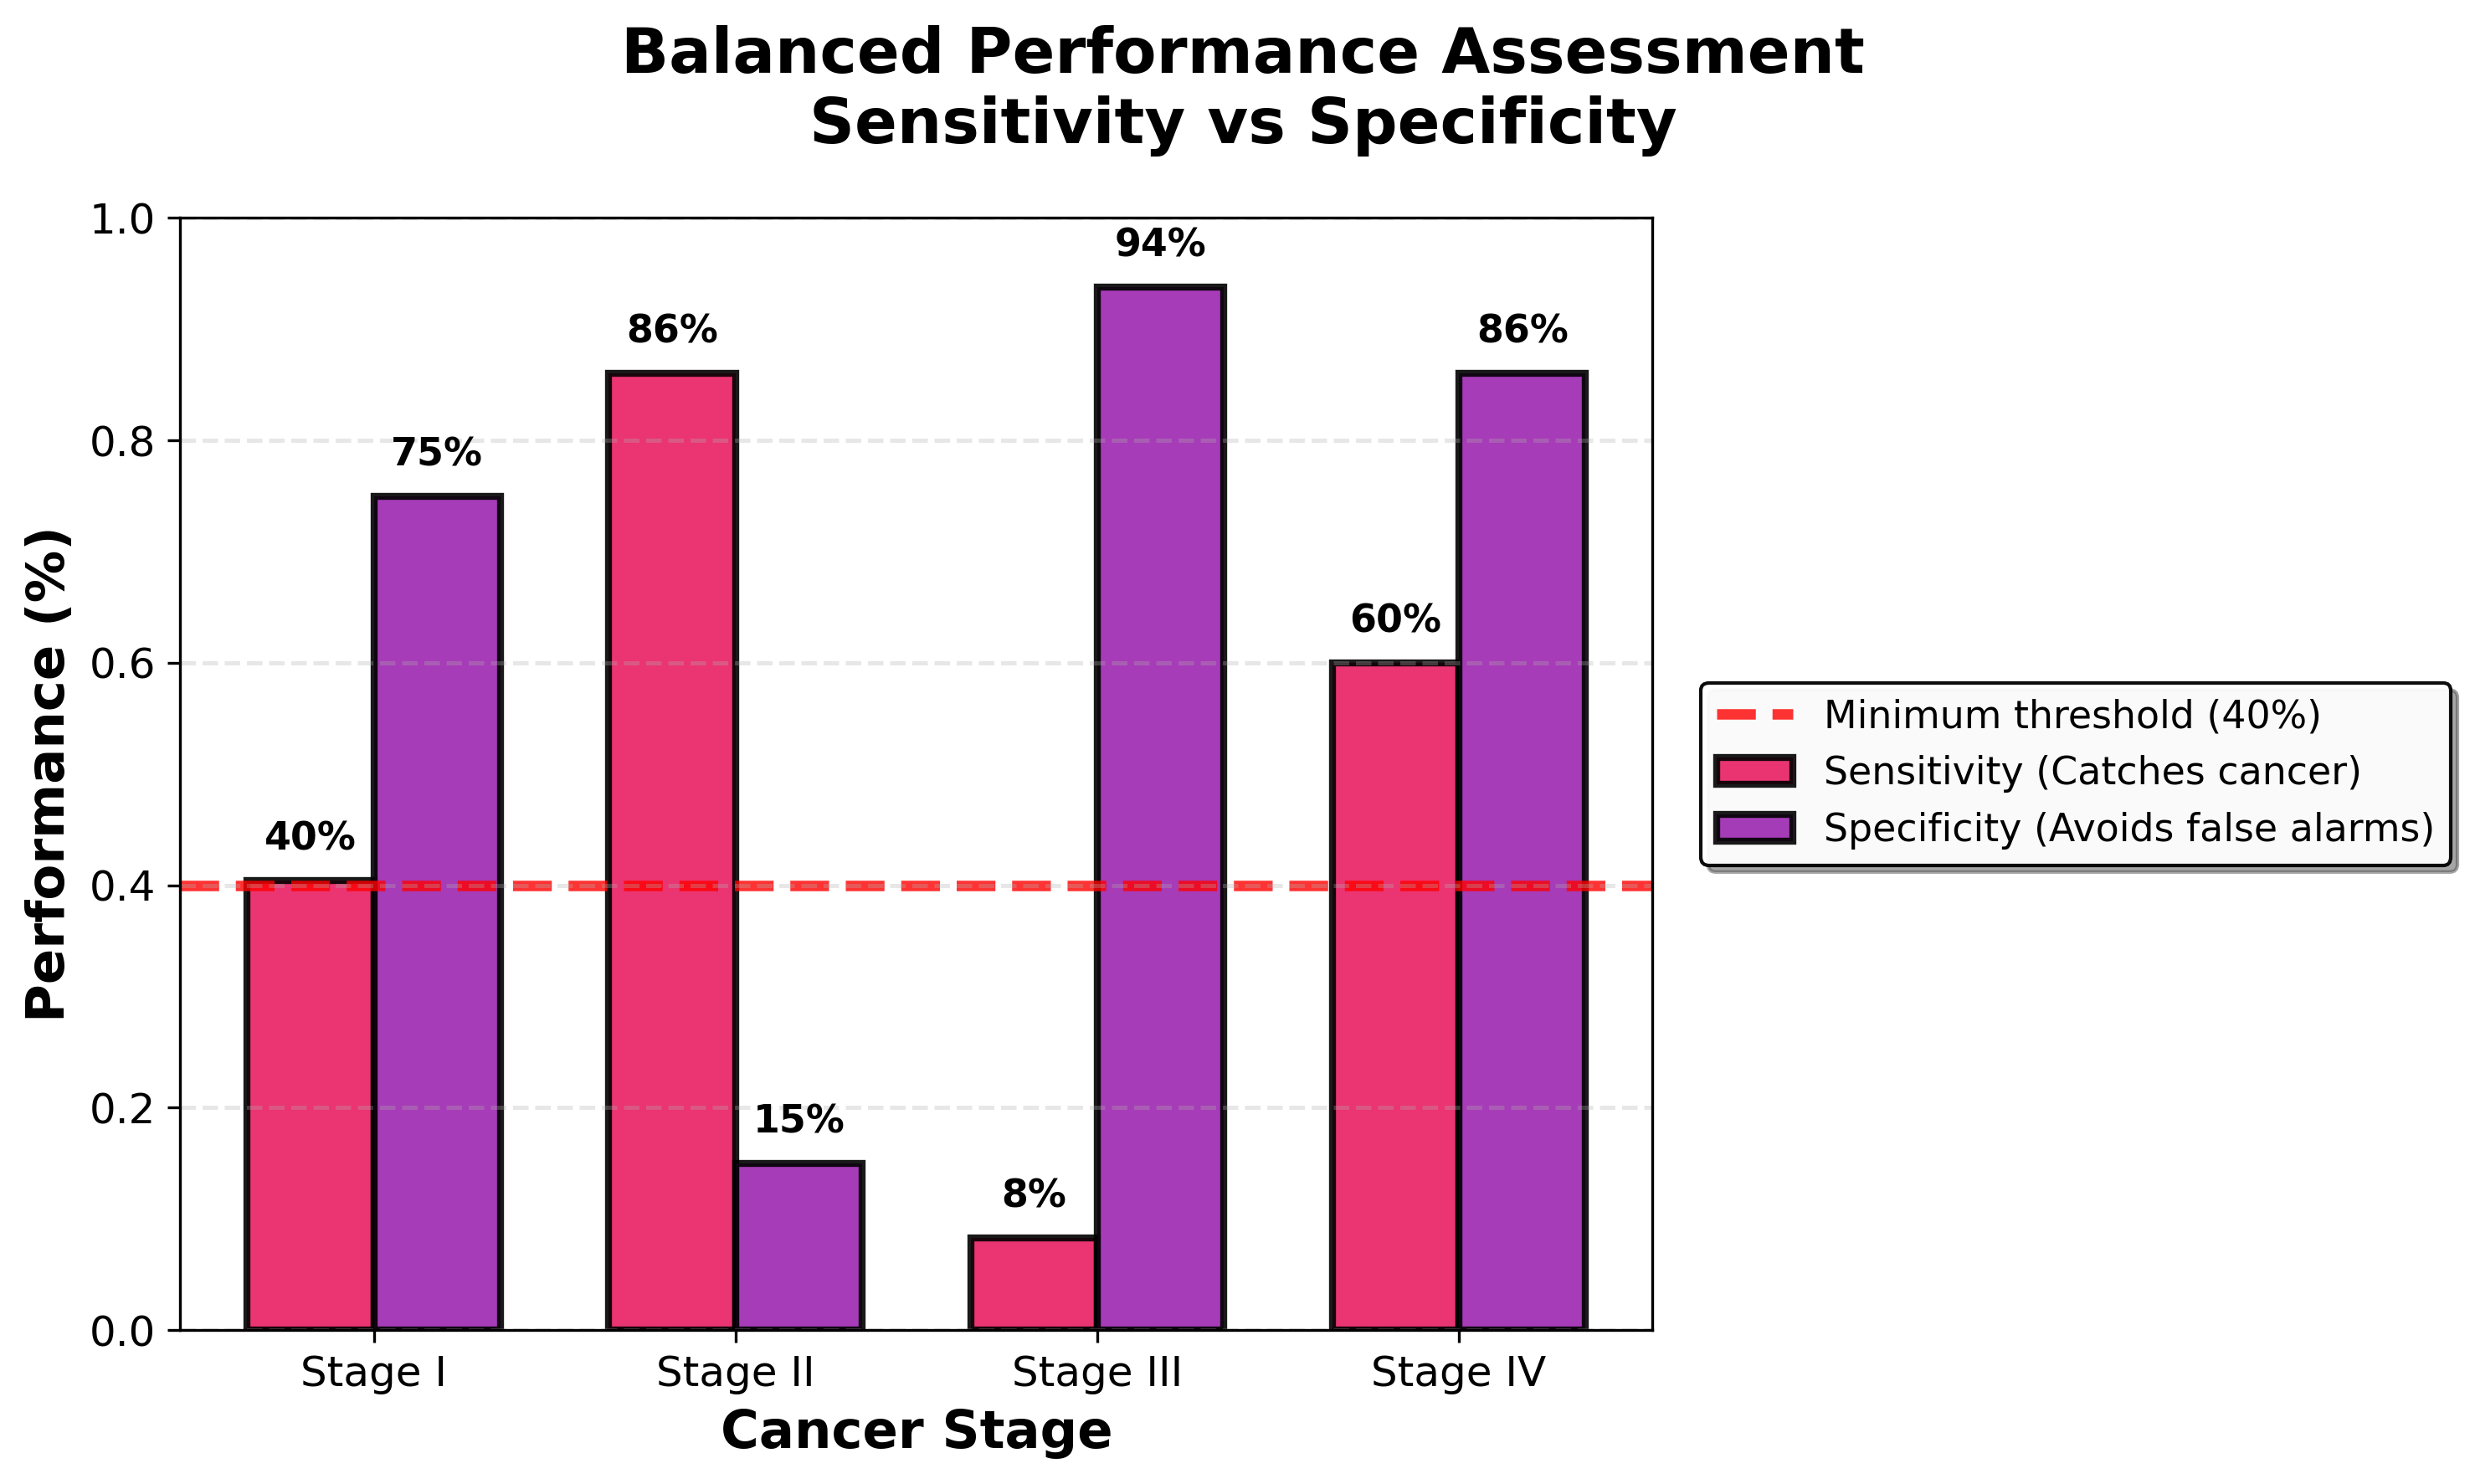 Balanced Performance Assessment
Sensitivity vs Specificity
Performance (%)
1.0
0.8
0.6
0.4
0.2
0.0
40%
75%
86%
15%
8%
94%
60%
86%
Stage I
Stage II
Stage III
Stage IV
Cancer Stage
Minimum threshold (40%)
Sensitivity (Catches cancer)
Specificity (Avoids false alarms)